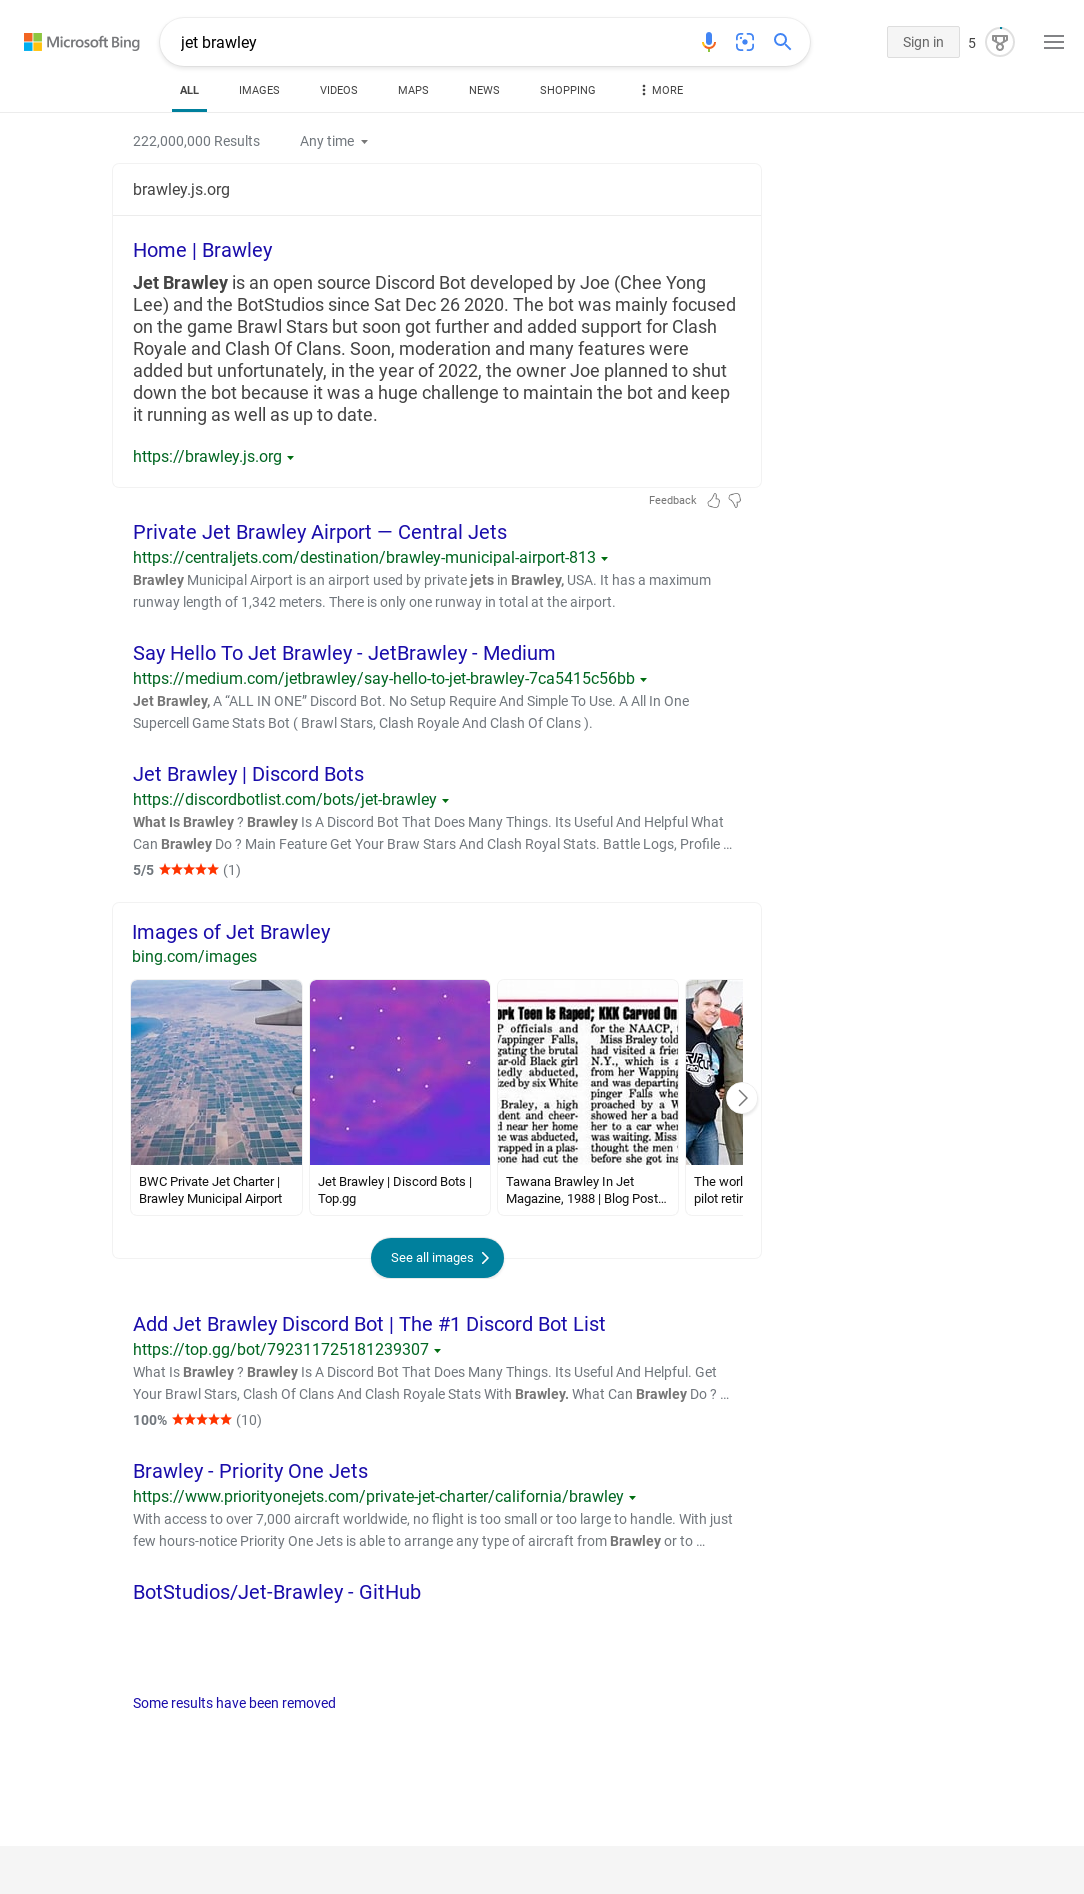 Microsoft Bing
jet brawley
Sign in
5
ALL
IMAGES
VIDEOS
MAPS
NEWS
SHOPPING
MORE
222,000,000 Results
Any time
brawley.js.org
Home | Brawley
Jet Brawley is an open source Discord Bot developed by Joe (Chee Yong
Lee) and the BotStudios since Sat Dec 26 2020. The bot was mainly focused
on the game Brawl Stars but soon got further and added support for Clash
Royale and Clash Of Clans. Soon, moderation and many features were
added but unfortunately, in the year of 2022, the owner Joe planned to shut
down the bot because it was a huge challenge to maintain the bot and keep
it running as well as up to date.
https://brawley.js.org
Feedback
Private Jet Brawley Airport — Central Jets
https://centraljets.com/destination/brawley-municipal-airport-813
Brawley Municipal Airport is an airport used by private jets in Brawley, USA. It has a maximum
runway length of 1,342 meters. There is only one runway in total at the airport.
Say Hello To Jet Brawley - JetBrawley - Medium
https://medium.com/jetbrawley/say-hello-to-jet-brawley-7ca5415c56bb
Jet Brawley, A “ALL IN ONE” Discord Bot. No Setup Require And Simple To Use. A All In One
Supercell Game Stats Bot ( Brawl Stars, Clash Royale And Clash Of Clans ).
Jet Brawley | Discord Bots
https://discordbotlist.com/bots/jet-brawley
What Is Brawley ? Brawley Is A Discord Bot That Does Many Things. Its Useful And Helpful What
Can Brawley Do ? Main Feature Get Your Braw Stars And Clash Royal Stats. Battle Logs, Profile …
5/5 ★★★★★ (1)
Images of Jet Brawley
bing.com/images
ork Teen Is Raped; KKK Carved On
P officials and
Wappinger Falls,
gating the brutal
ar-old Black girl
tedly abducted,
ized by six White
Braley, a high
dent and cheer-
d near her home
he was abducted,
rapped in a plas-
eone had cut the
for the NAACP,
Miss Braley told
had visited a frie
N.Y., which is a
from her Wapping
and was departing
pinger Falls whe
proached by a W
showed her a bad
her to a car when
was waiting. Miss
thought the men
before she got ins
BWC Private Jet Charter |
Brawley Municipal Airport
Jet Brawley | Discord Bots |
Top.gg
Tawana Brawley In Jet
Magazine, 1988 | Blog Post…
The worl
pilot retir
See all images
Add Jet Brawley Discord Bot | The #1 Discord Bot List
https://top.gg/bot/792311725181239307
What Is Brawley ? Brawley Is A Discord Bot That Does Many Things. Its Useful And Helpful. Get
Your Brawl Stars, Clash Of Clans And Clash Royale Stats With Brawley. What Can Brawley Do ? …
100% ★★★★★ (10)
Brawley - Priority One Jets
https://www.priorityonejets.com/private-jet-charter/california/brawley
With access to over 7,000 aircraft worldwide, no flight is too small or too large to handle. With just
few hours-notice Priority One Jets is able to arrange any type of aircraft from Brawley or to …
BotStudios/Jet-Brawley - GitHub
Some results have been removed